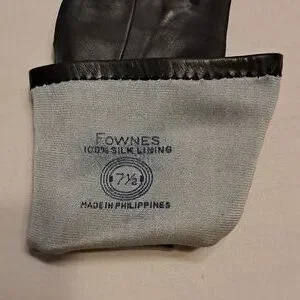 FOWNES
100% SILK LINING
7½
MADE IN PHILIPPINES